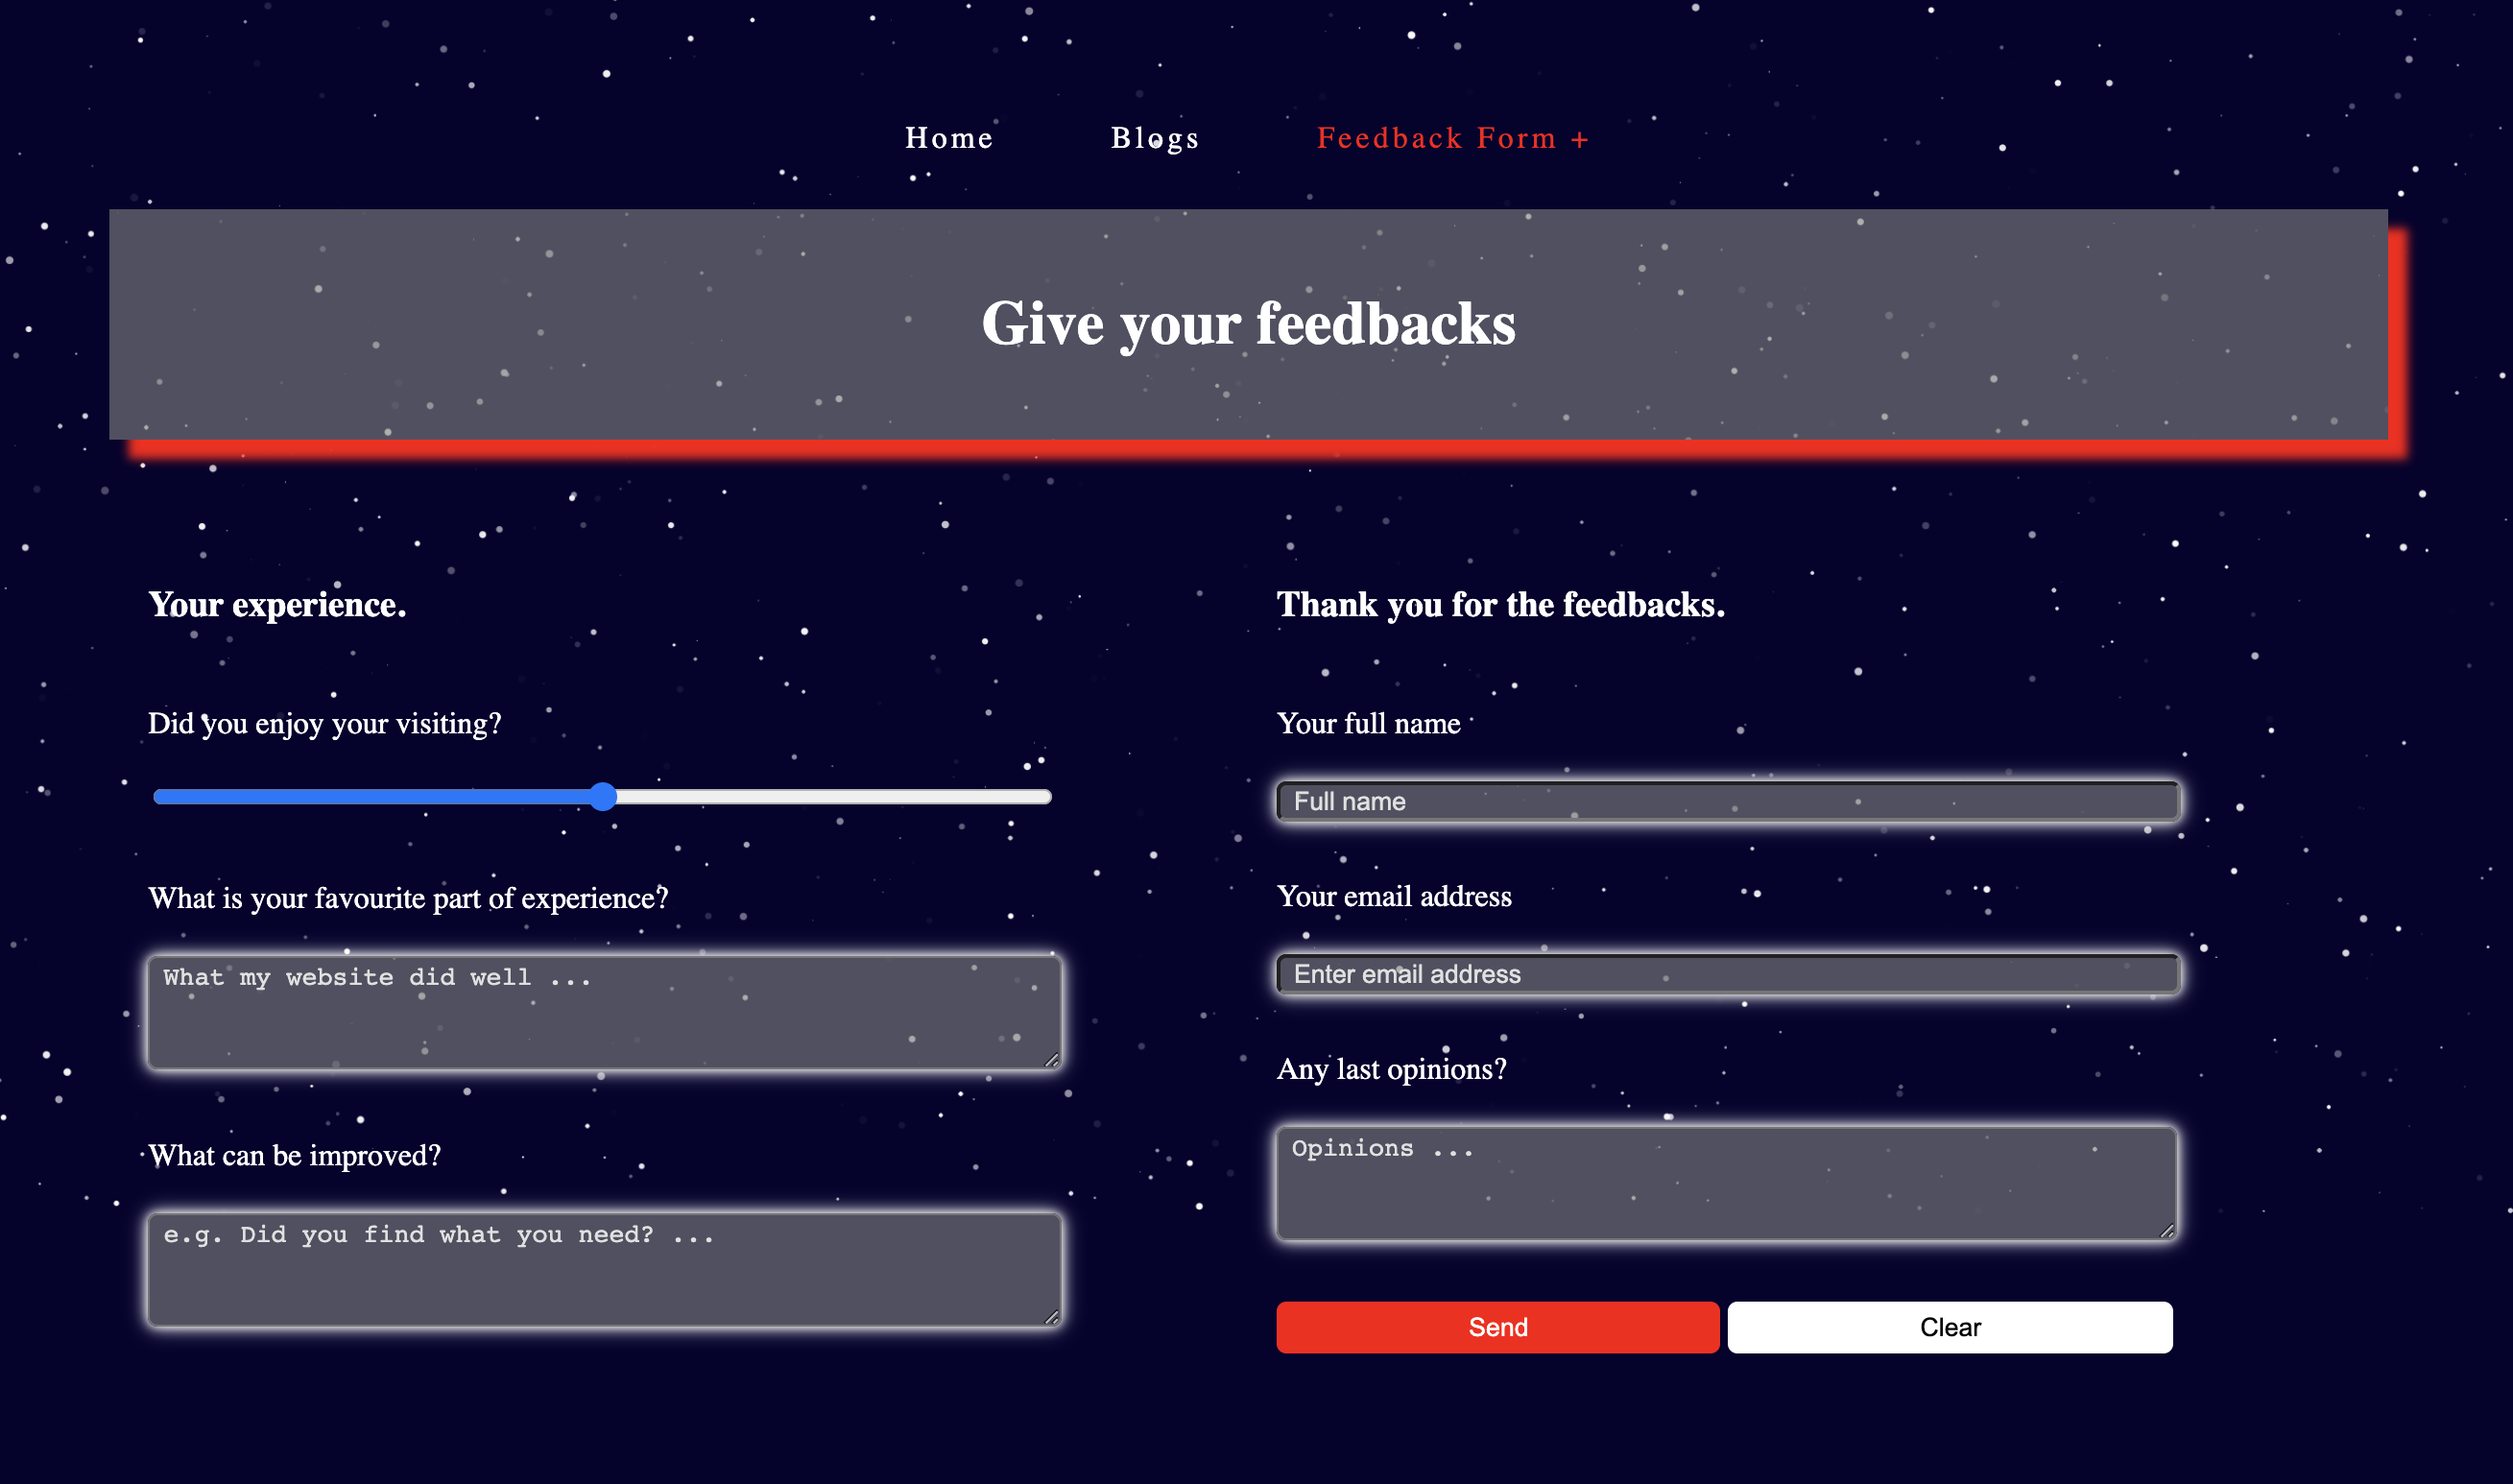 Home Blogs Feedback Form +
Give your feedbacks
Your experience.
Did you enjoy your visiting?
What is your favourite part of experience?
What my website did well ...
What can be improved?
e.g. Did you find what you need? ...
Thank you for the feedbacks.
Your full name
Full name
Your email address
Enter email address
Any last opinions?
Opinions ...
Send Clear